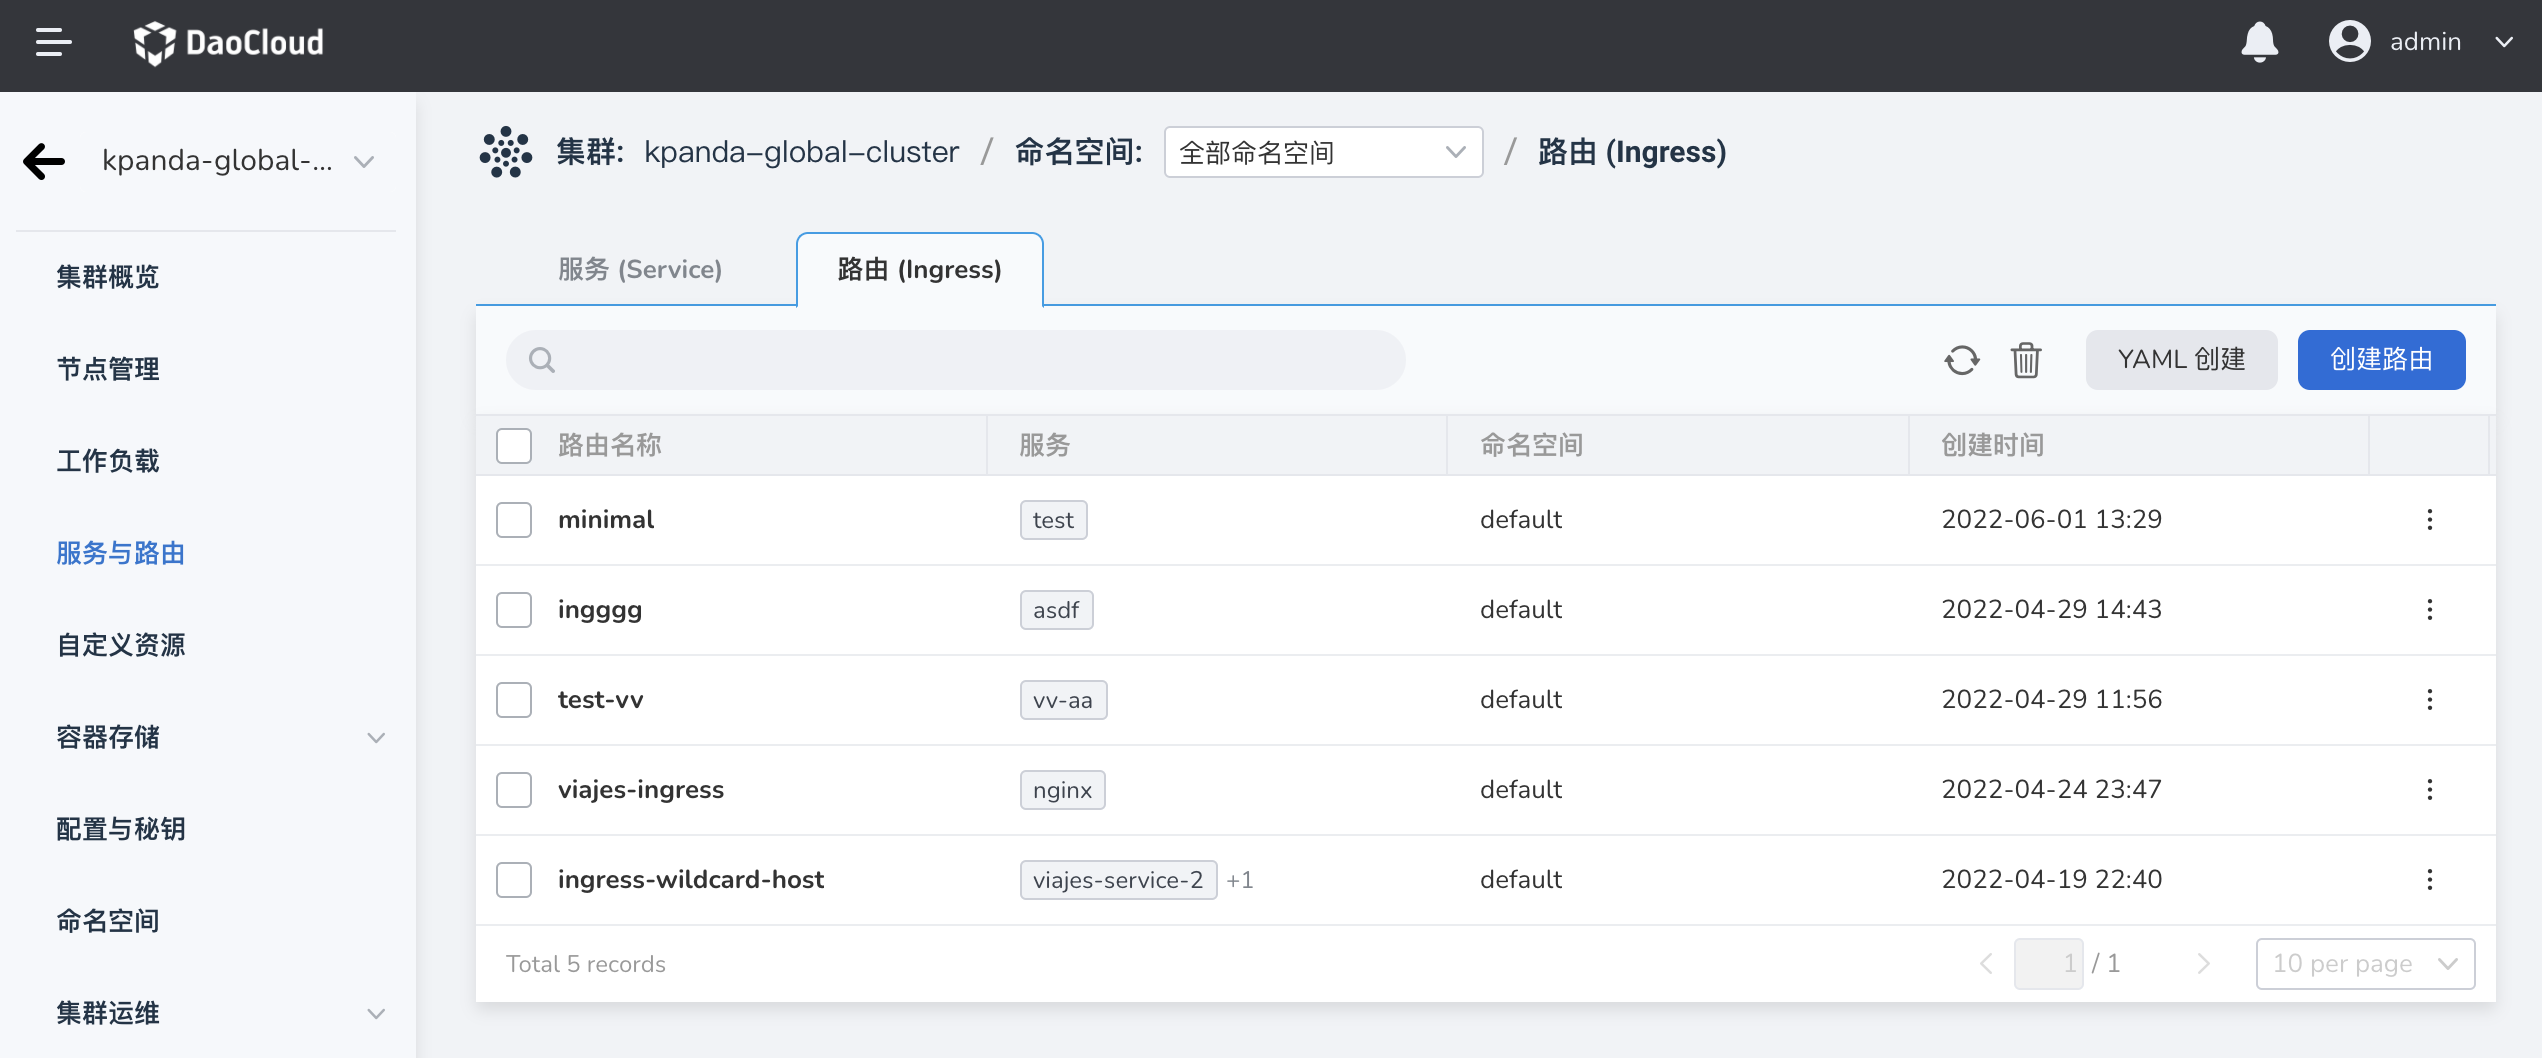 DaoCloud
admin
kpanda-global-...
集群: kpanda-global-cluster / 命名空间: 全部命名空间 / 路由 (Ingress)
集群概览
节点管理
工作负载
服务与路由
自定义资源
容器存储
配置与秘钥
命名空间
集群运维
服务 (Service)
路由 (Ingress)
YAML 创建
创建路由
路由名称 服务 命名空间 创建时间
minimal test default 2022-06-01 13:29
ingggg asdf default 2022-04-29 14:43
test-vv vv-aa default 2022-04-29 11:56
viajes-ingress nginx default 2022-04-24 23:47
ingress-wildcard-host viajes-service-2 +1 default 2022-04-19 22:40
Total 5 records
1 / 1
10 per page